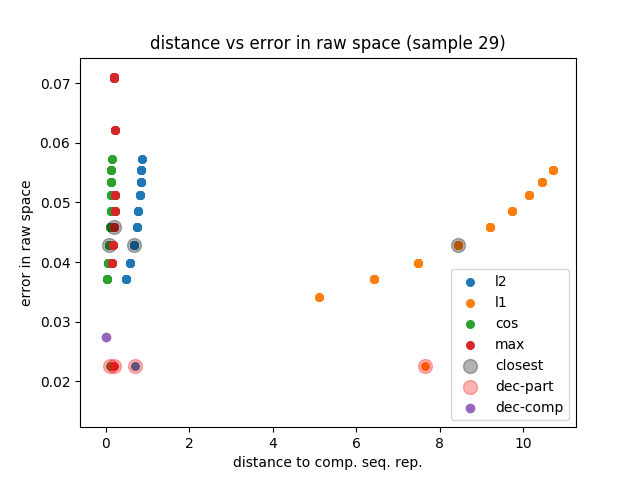 distance vs error in raw space (sample 29)
error in raw space
0.07
0.06
0.05
0.04
0.03
0.02
l2
l1
cos
max
closest
dec-part
dec-comp
0 2 4 6 8 10
distance to comp. seq. rep.